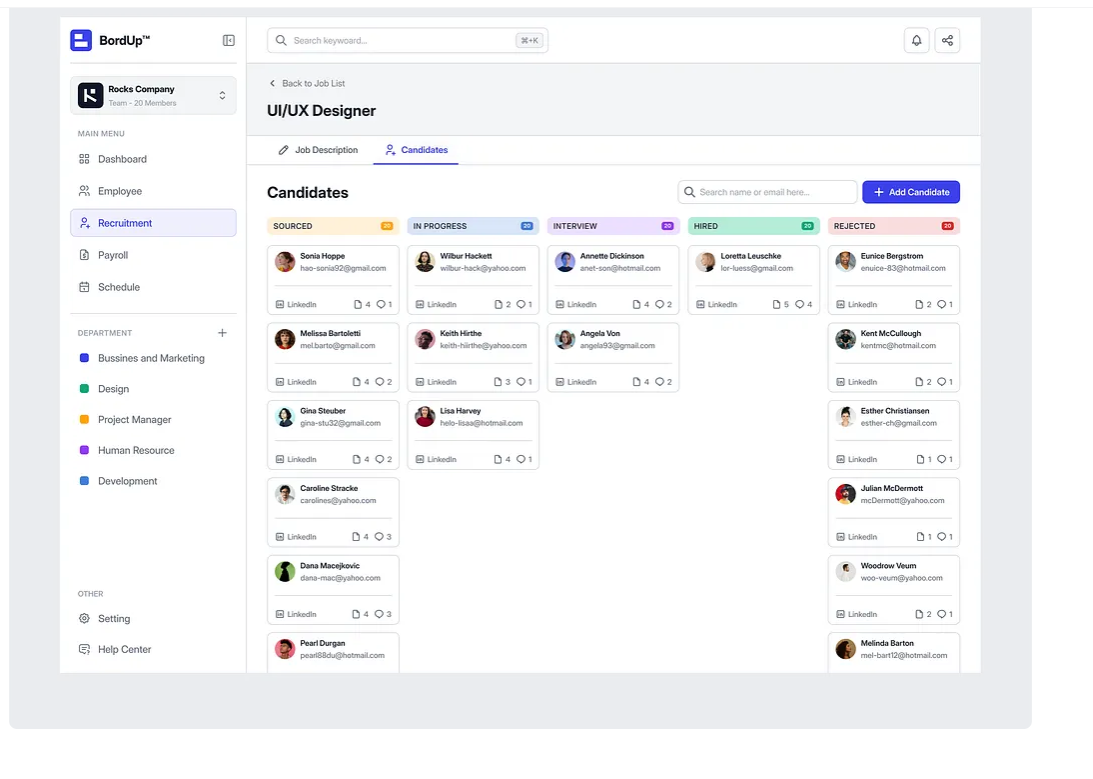 BordUp™
Search keyword...
⌘+K
Rocks Company
Team - 20 Members
MAIN MENU
Dashboard
Employee
Recruitment
Payroll
Schedule
DEPARTMENT
Bussines and Marketing
Design
Project Manager
Human Resource
Development
OTHER
Setting
Help Center
Back to Job List
UI/UX Designer
Job Description
Candidates
Candidates
Search name or email here...
Add Candidate
SOURCED 20
Sonia Hoppe
hao-sonia92@gmail.com
LinkedIn 4 1
Melissa Bartoletti
mel.barto@gmail.com
LinkedIn 4 2
Gina Steuber
gina-stu32@gmail.com
LinkedIn 4 2
Caroline Stracke
carolines@yahoo.com
LinkedIn 4 3
Dana Macejkovic
dana-mac@yahoo.com
LinkedIn 4 3
Pearl Durgan
pearl88du@hotmail.com
IN PROGRESS 20
Wilbur Hackett
wilbur-hack@yahoo.com
LinkedIn 2 1
Keith Hirthe
keith-hiirthe@yahoo.com
LinkedIn 3 1
Lisa Harvey
helo-lisaa@hotmail.com
LinkedIn 4 1
INTERVIEW 20
Annette Dickinson
anet-son@hotmail.com
LinkedIn 4 2
Angela Von
angela93@gmail.com
LinkedIn 4 2
HIRED 20
Loretta Leuschke
lor-luess@gmail.com
LinkedIn 5 4
REJECTED 20
Eunice Bergstrom
enuice-83@hotmail.com
LinkedIn 2 1
Kent McCullough
kentmc@hotmail.com
LinkedIn 2 1
Esther Christiansen
esther-ch@gmail.com
LinkedIn 1 1
Julian McDermott
mcDermott@yahoo.com
LinkedIn 1 1
Woodrow Veum
woo-veum@yahoo.com
LinkedIn 2 1
Melinda Barton
mel-bart12@hotmail.com